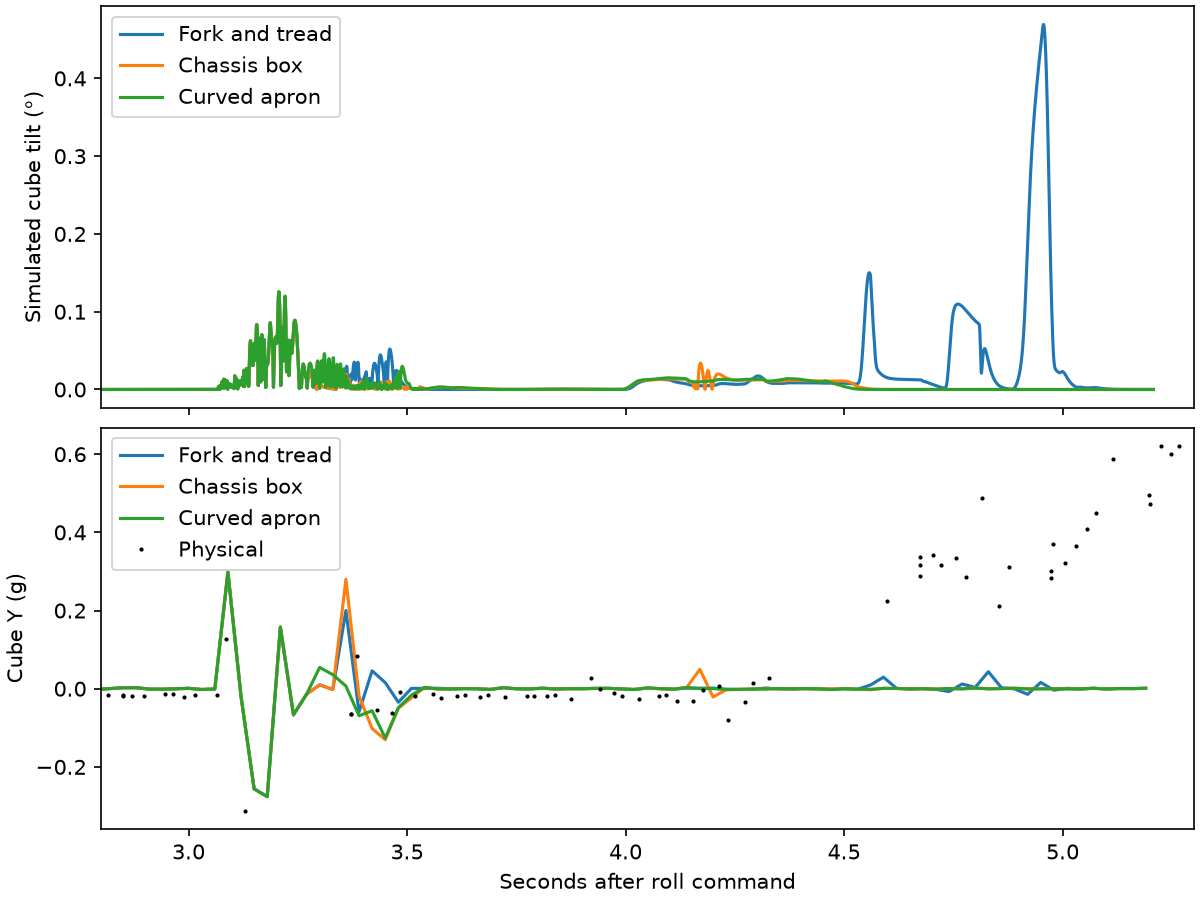 Fork and tread
Chassis box
Curved apron
Simulated cube tilt (°)
0.4
0.3
0.2
0.1
0.0
Fork and tread
Chassis box
Curved apron
Physical
Cube Y (g)
0.6
0.4
0.2
0.0
−0.2
3.0 3.5 4.0 4.5 5.0
Seconds after roll command